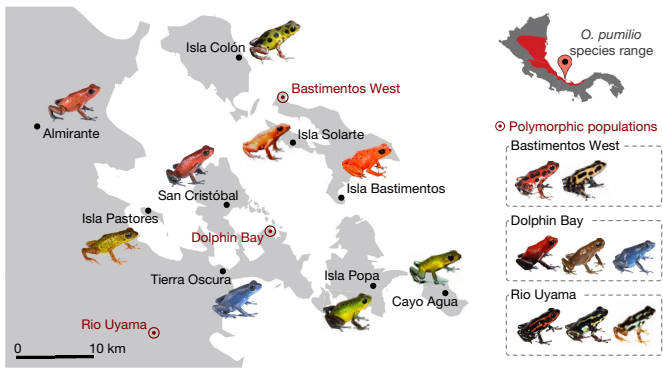 Isla Colón
Bastimentos West
Almirante
Isla Solarte
San Cristóbal
Isla Bastimentos
Isla Pastores
Dolphin Bay
Tierra Oscura
Isla Popa
Cayo Agua
Rio Uyama
0 10 km
O. pumilio
species range
Polymorphic populations
Bastimentos West
Dolphin Bay
Rio Uyama